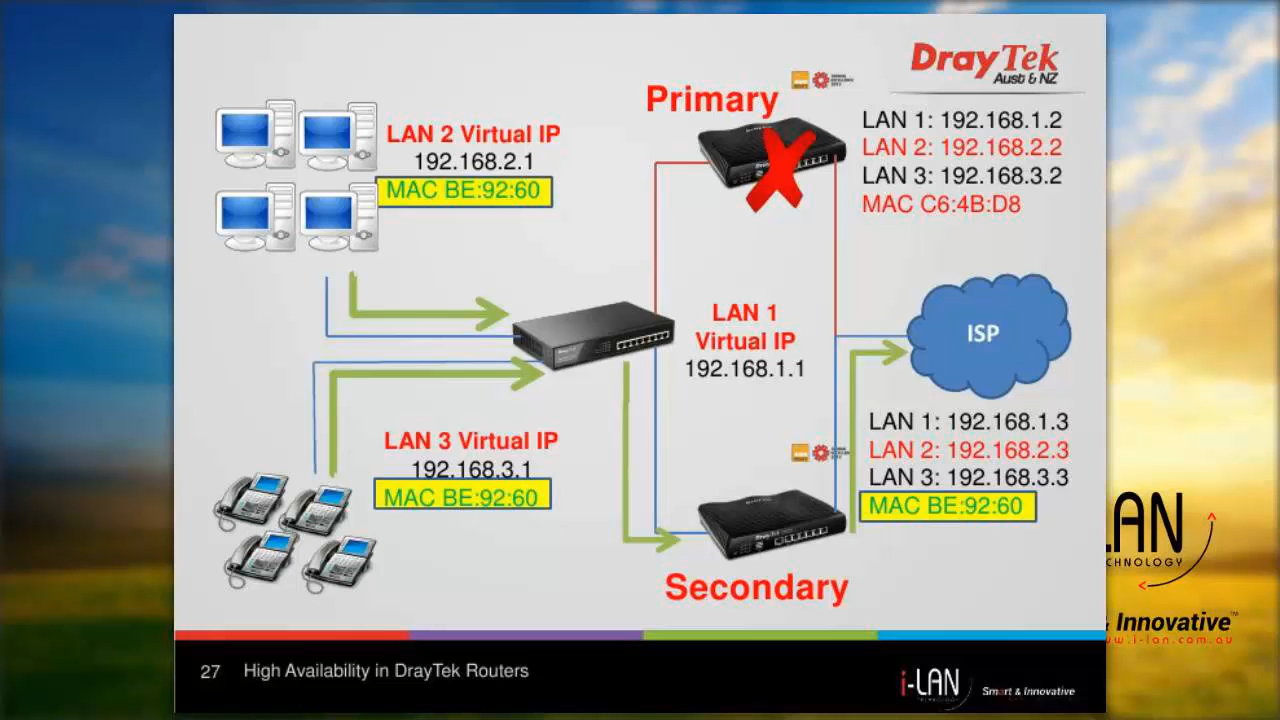 DrayTek
Aust & NZ
Primary
LAN 1: 192.168.1.2
LAN 2: 192.168.2.2
LAN 3: 192.168.3.2
MAC C6:4B:D8
LAN 2 Virtual IP
192.168.2.1
MAC BE:92:60
LAN 1
Virtual IP
192.168.1.1
ISP
LAN 3 Virtual IP
192.168.3.1
MAC BE:92:60
LAN 1: 192.168.1.3
LAN 2: 192.168.2.3
LAN 3: 192.168.3.3
MAC BE:92:60
DrayTek
Secondary
LAN
CHNOLOGY
& Innovative™
www.i-lan.com.au
27 High Availability in DrayTek Routers
i-LAN
TECHNOLOGY
Smart & Innovative